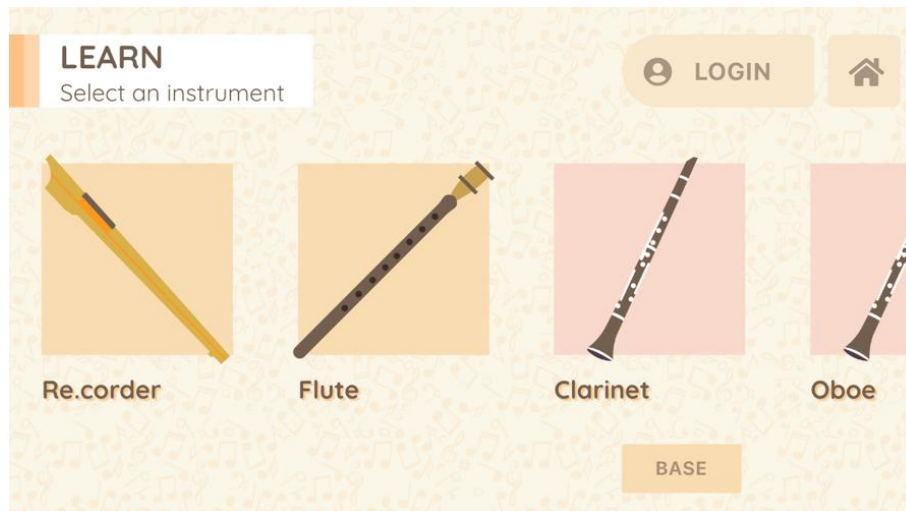 LEARN
Select an instrument
LOGIN
Re.corder
Flute
Clarinet
Oboe
BASE